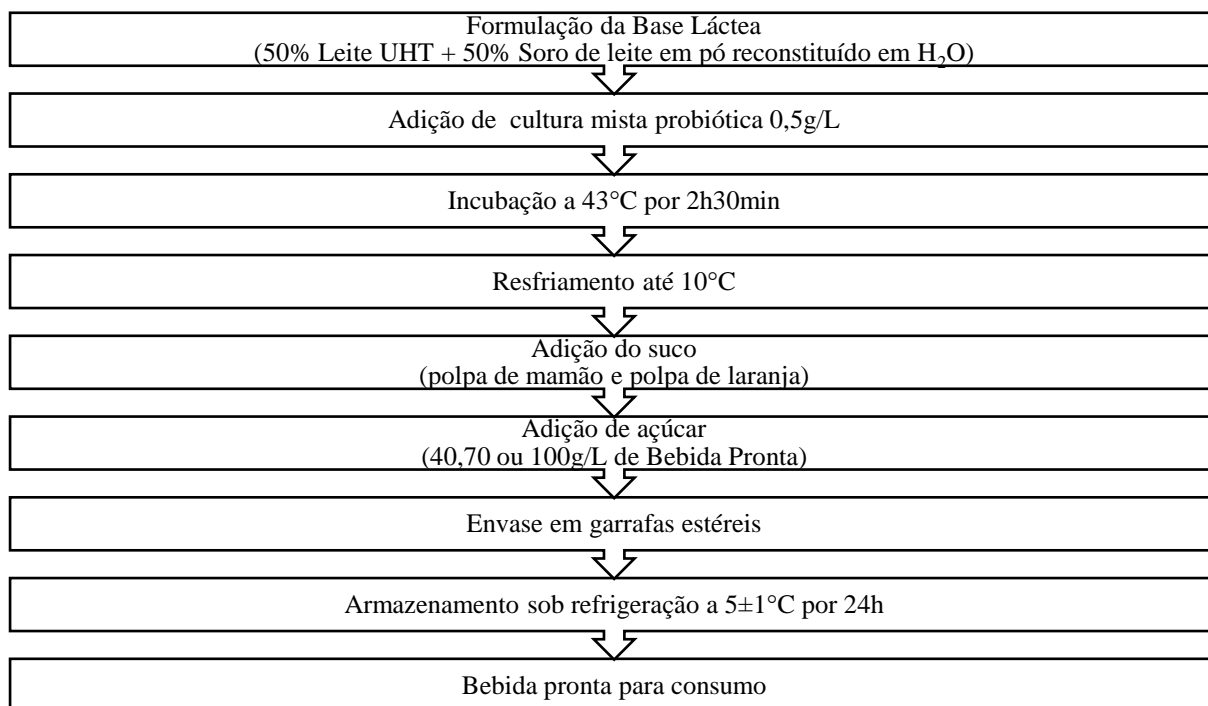 Formulação da Base Láctea
(50% Leite UHT + 50% Soro de leite em pó reconstituído em H₂O)
Adição de cultura mista probiótica 0,5g/L
Incubação a 43°C por 2h30min
Resfriamento até 10°C
Adição do suco
(polpa de mamão e polpa de laranja)
Adição de açúcar
(40,70 ou 100g/L de Bebida Pronta)
Envase em garrafas estéreis
Armazenamento sob refrigeração a 5±1°C por 24h
Bebida pronta para consumo